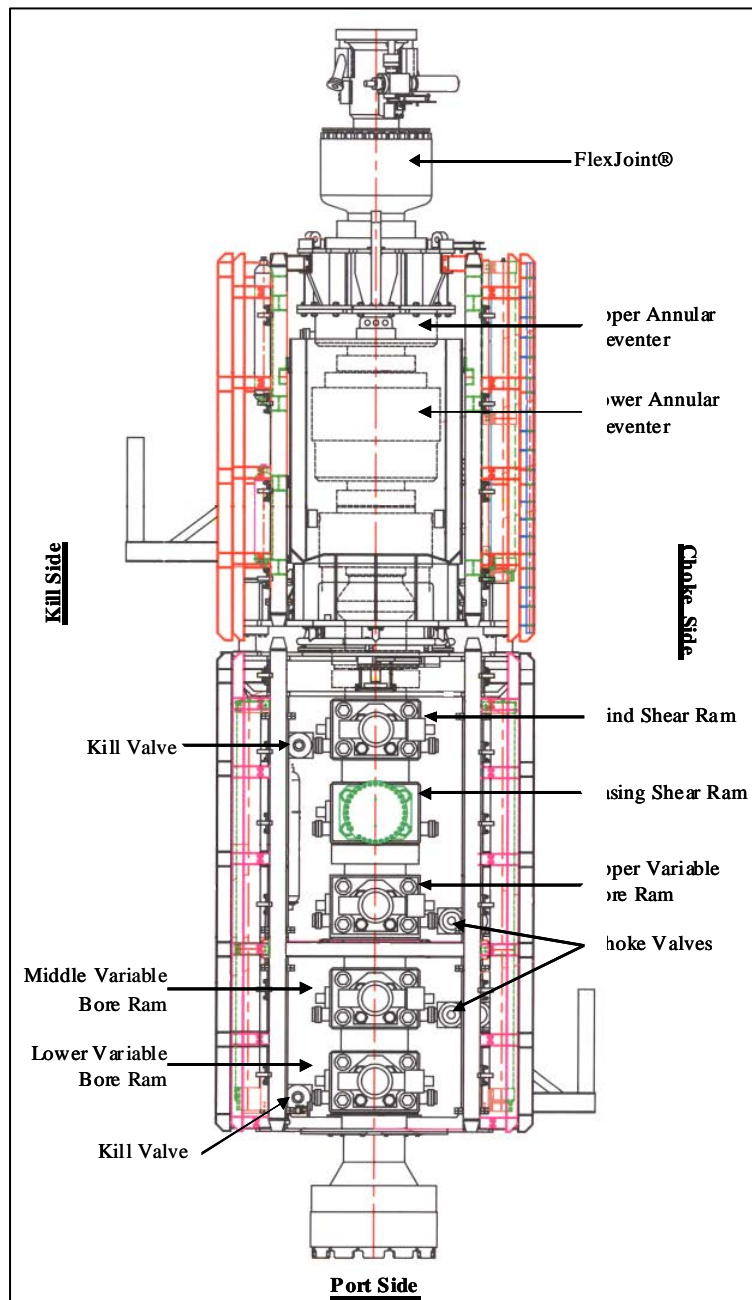 FlexJoint®
pper Annular
eventer
ower Annular
eventer
Kill Side
Choke Side
ind Shear Ram
Kill Valve
asing Shear Ram
pper Variable
ore Ram
hoke Valves
Middle Variable
Bore Ram
Lower Variable
Bore Ram
Kill Valve
Port Side